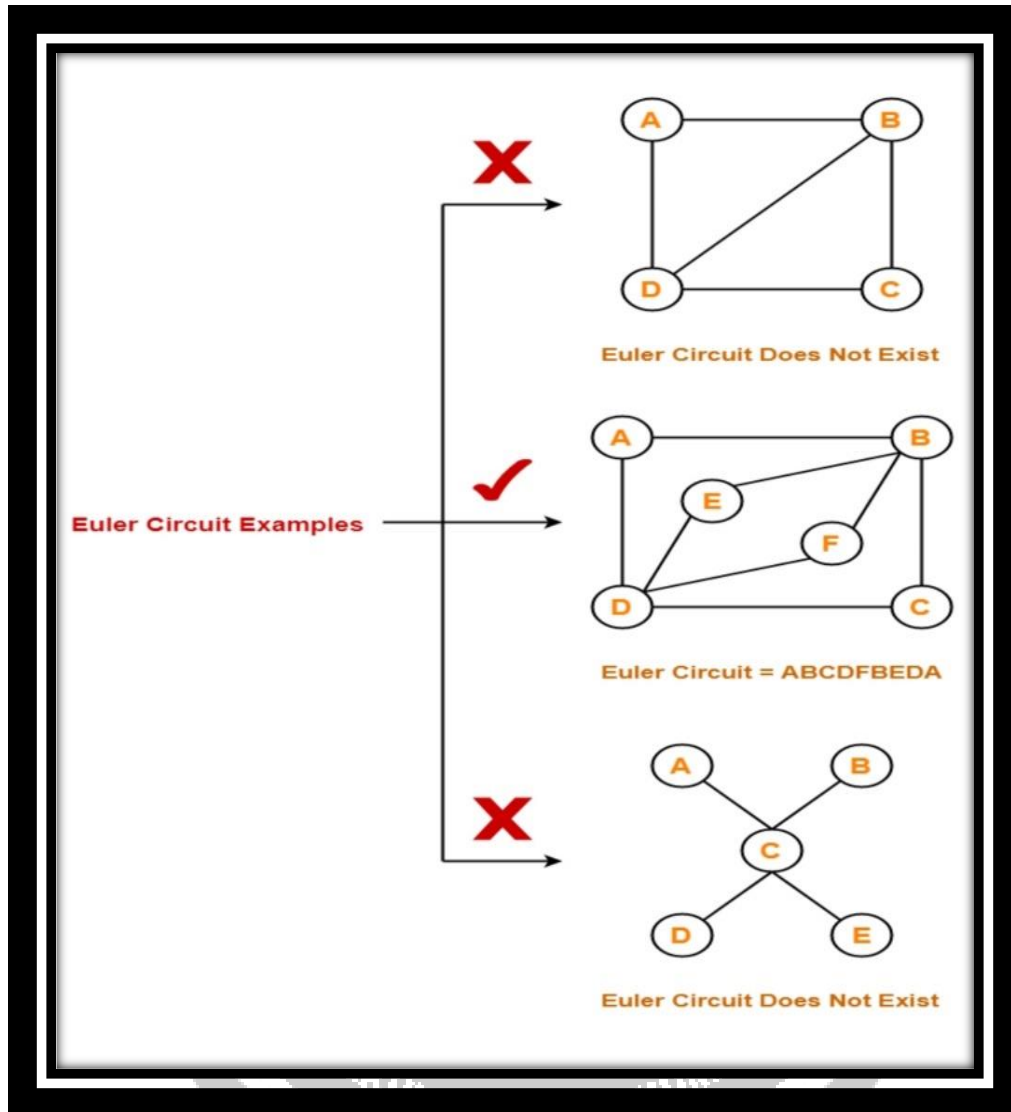 A B
D C
Euler Circuit Does Not Exist
A B
E
Euler Circuit Examples
F
D C
Euler Circuit = ABCDFBEDA
A B
C
D E
Euler Circuit Does Not Exist